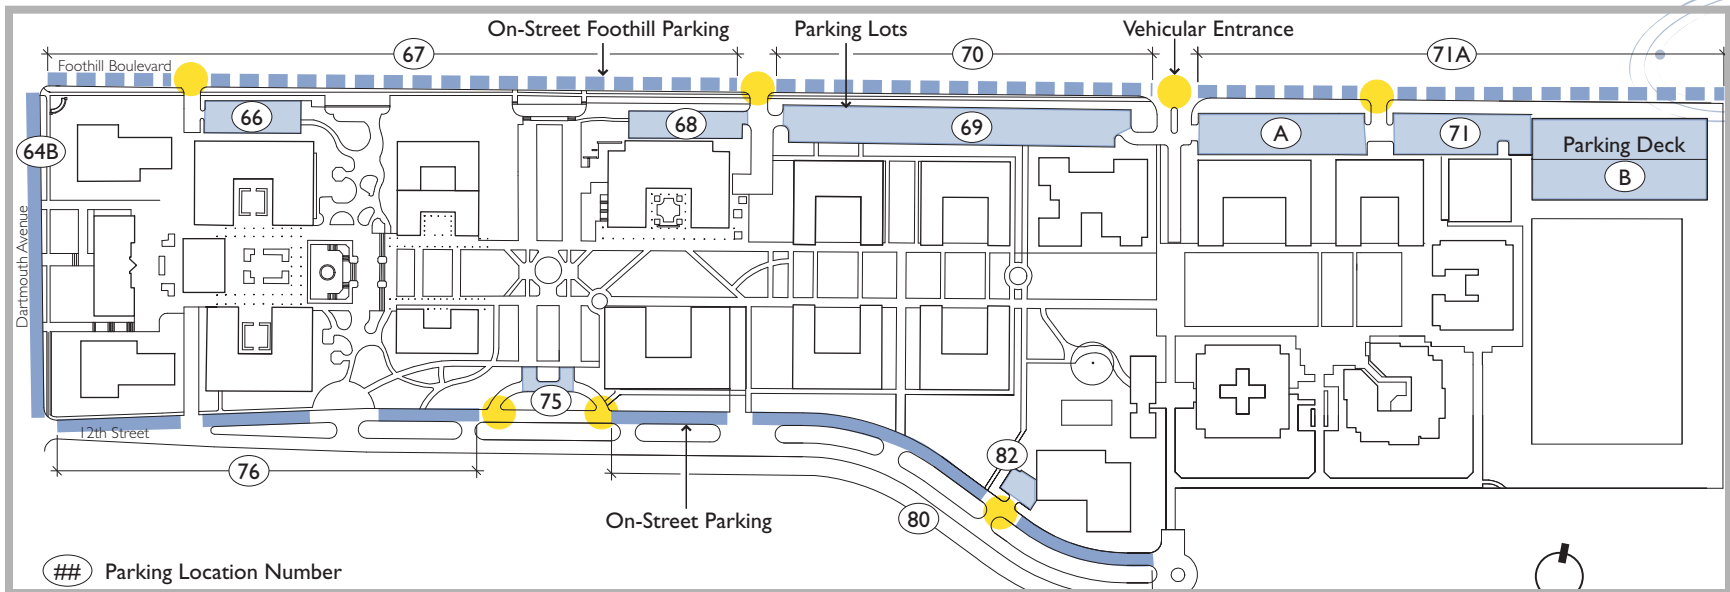 On-Street Foothill Parking
Parking Lots
Vehicular Entrance
67
70
71A
Foothill Boulevard
66
68
69
A
71
Parking Deck
B
64B
Dartmouth Avenue
75
12th Street
76
82
80
On-Street Parking
## Parking Location Number